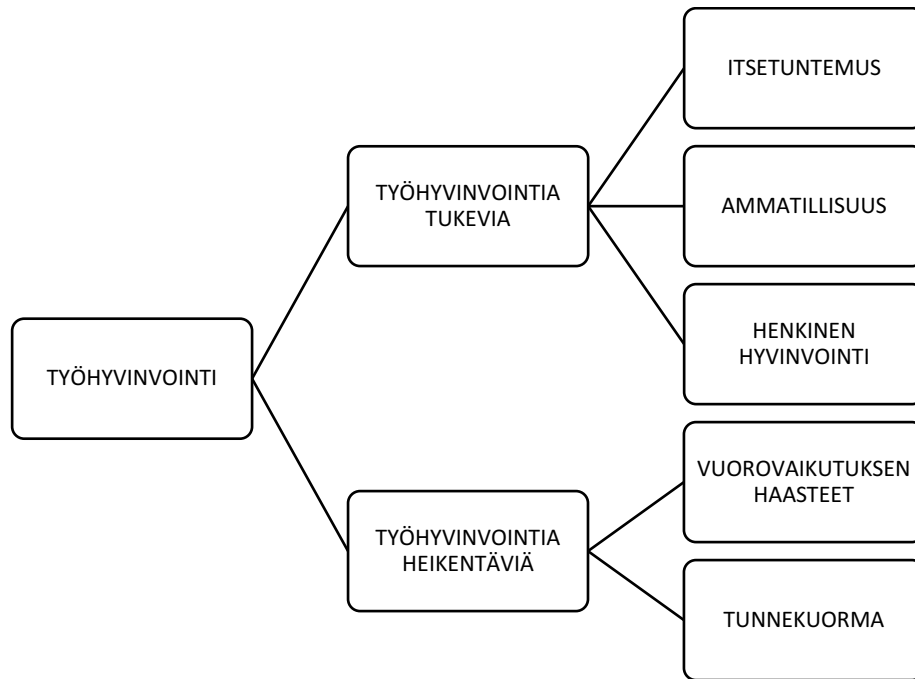 TYÖHYVINVOINTI
TYÖHYVINVOINTIA
TUKEVIA
ITSETUNTEMUS
AMMATILLISUUS
HENKINEN
HYVINVOINTI
TYÖHYVINVOINTIA
HEIKENTÄVIÄ
VUOROVAIKUTUKSEN
HAASTEET
TUNNEKUORMA